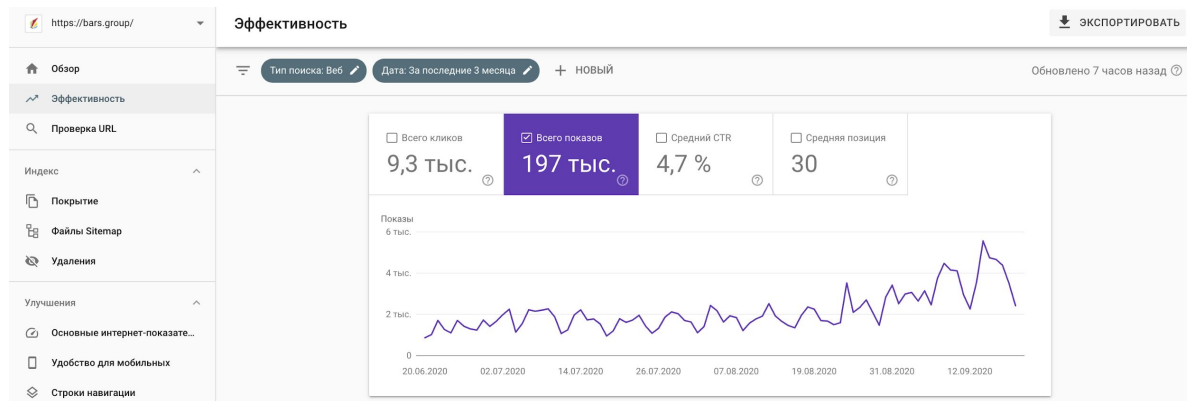 https://bars.group/
Эффективность
ЭКСПОРТИРОВАТЬ
Обзор
Эффективность
Проверка URL
Индекс
Покрытие
Файлы Sitemap
Удаления
Улучшения
Основные интернет-показате...
Удобство для мобильных
Строки навигации
Тип поиска: Веб
Дата: За последние 3 месяца
НОВЫЙ
Обновлено 7 часов назад
Всего кликов
9,3 тыс.
Всего показов
197 тыс.
Средний CTR
4,7 %
Средняя позиция
30
Показы
6 тыс.
4 тыс.
2 тыс.
0
20.06.2020 02.07.2020 14.07.2020 26.07.2020 07.08.2020 19.08.2020 31.08.2020 12.09.2020